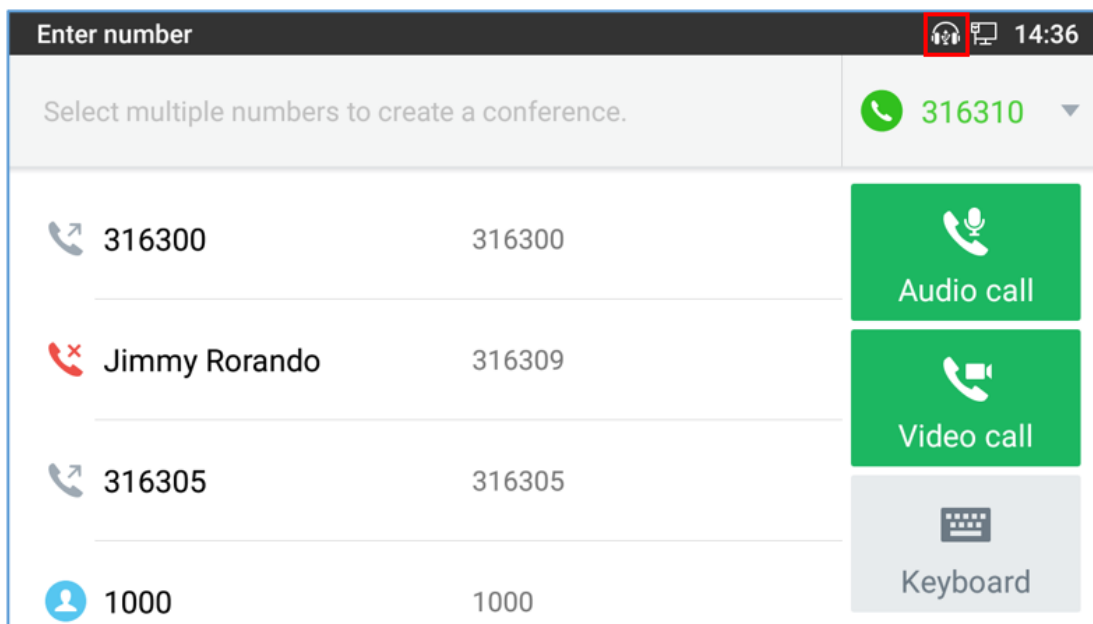 Enter number 14:36
Select multiple numbers to create a conference. 316310
316300 316300
Audio call
Jimmy Rorando 316309
Video call
316305 316305
Keyboard
1000 1000